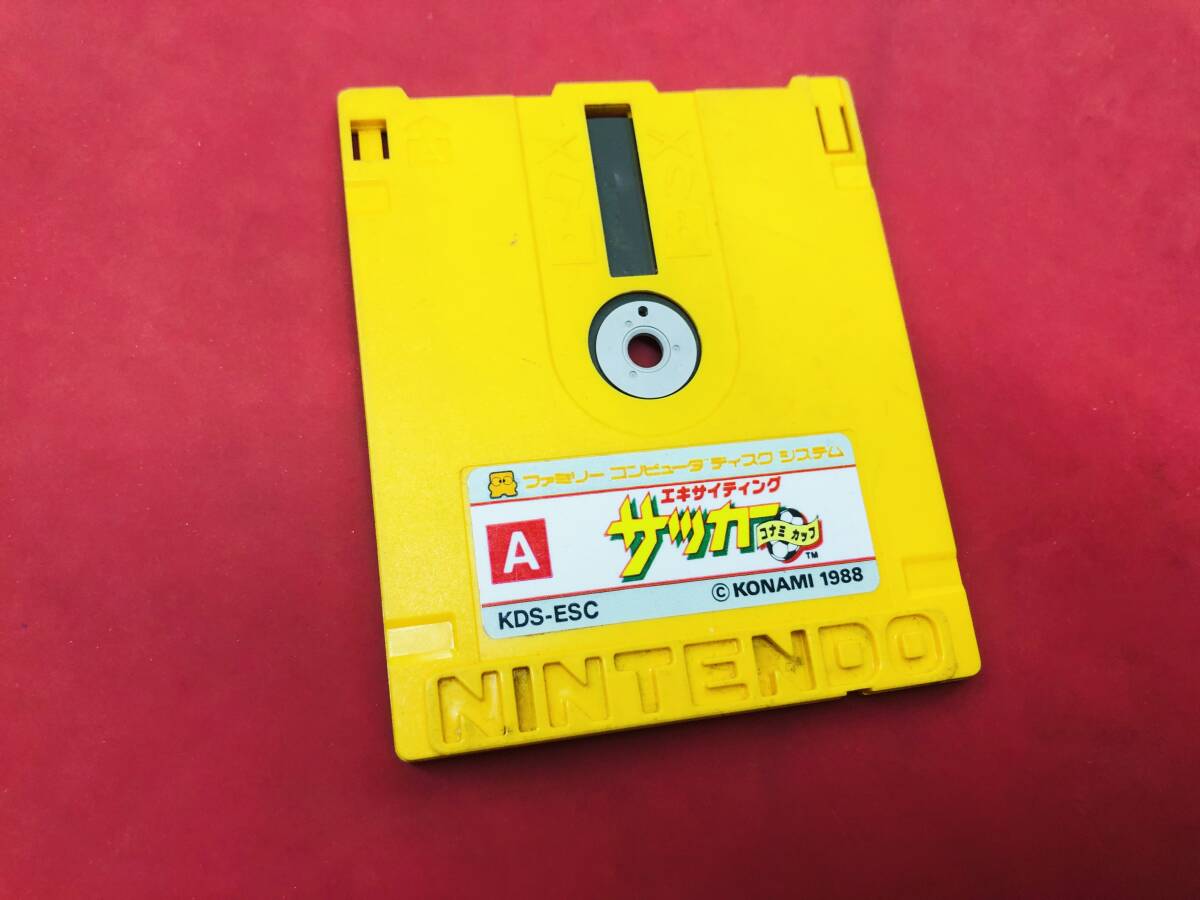 ファミリー コンピュータ ディスク システム
エキサイティング
サッカー
コナミ カップ
TM
A
KDS-ESC
© KONAMI 1988
NINTENDO